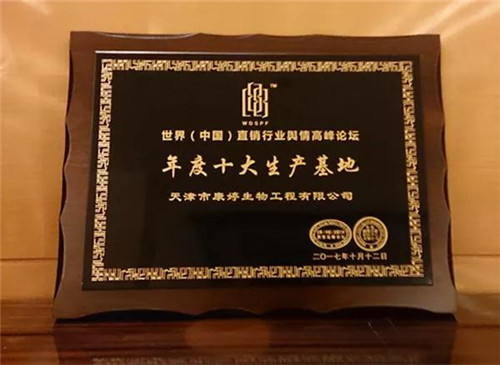 ™
WDSPF
世界（中国）直销行业舆情高峰论坛
年度十大生产基地
天津市康婷生物工程有限公司
二〇一七年十月十二日